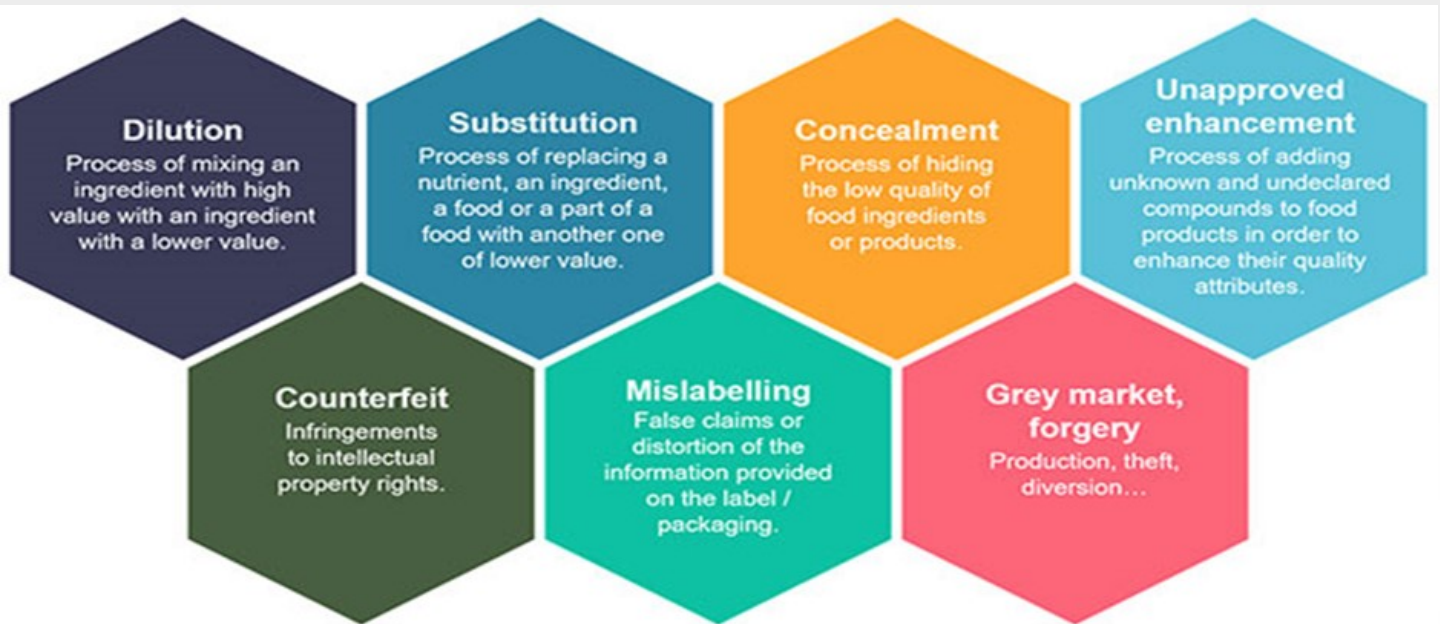 Dilution
Process of mixing an
ingredient with high
value with an ingredient
with a lower value.
Substitution
Process of replacing a
nutrient, an ingredient,
a food or a part of a
food with another one
of lower value.
Concealment
Process of hiding
the low quality of
food ingredients
or products.
Unapproved
enhancement
Process of adding
unknown and undeclared
compounds to food
products in order to
enhance their quality
attributes.
Counterfeit
Infringements
to intellectual
property rights.
Mislabelling
False claims or
distortion of the
information provided
on the label /
packaging.
Grey market,
forgery
Production, theft,
diversion...